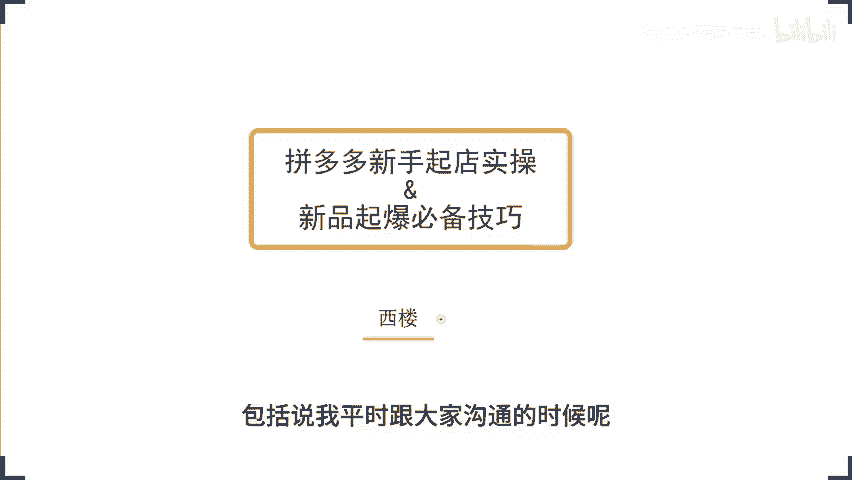 bilibili
拼多多新手起店实操
&
新品起爆必备技巧
西楼
包括说我平时跟大家沟通的时候呢